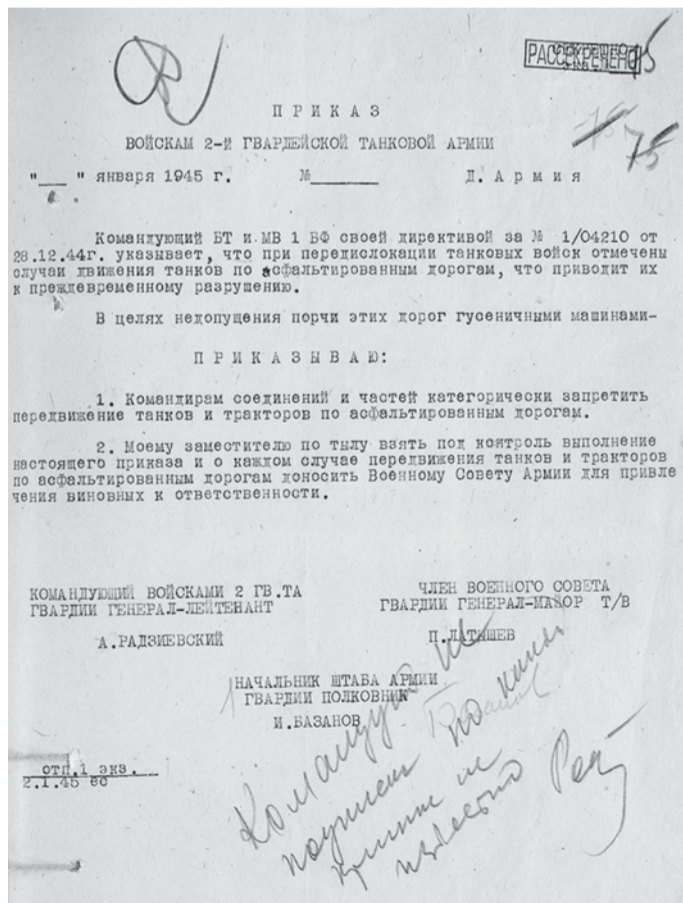 РАССЕКРЕЧЕНО
75
П Р И К А З
ВОЙСКАМ 2-Й ГВАРДЕЙСКОЙ ТАНКОВОЙ АРМИИ
75
"___ " января 1945 г. №_______ Д. А р м и я
Командующий БТ и МВ 1 БФ своей директивой за № 1/04210 от
28.12.44г. указывает, что при передислокации танковых войск отмечены
случаи движения танков по асфальтированным дорогам, что приводит их
к преждевременному разрушению.
В целях недопущения порчи этих дорог гусеничными машинами-
П Р И К А З Ы В А Ю:
1. Командирам соединений и частей категорически запретить
передвижение танков и тракторов по асфальтированным дорогам.
2. Моему заместителю по тылу взять под контроль выполнение
настоящего приказа и о каждом случае передвижения танков и тракторов
по асфальтированным дорогам доносить Военному Совету Армии для привле
чения виновных к ответственности.
КОМАНДУЮЩИЙ ВОЙСКАМИ 2 ГВ.ТА
ГВАРДИИ ГЕНЕРАЛ-ЛЕЙТЕНАНТ
А.РАДЗИЕВСКИЙ
ЧЛЕН ВОЕННОГО СОВЕТА
ГВАРДИИ ГЕНЕРАЛ-МАЙОР Т/В
П.ЛАТЫШЕВ
НАЧАЛЬНИК ШТАБА АРМИИ
ГВАРДИИ ПОЛКОВНИК
И.БАЗАНОВ
отп.1 экз.
2.1.45 ес
Командующий
не
известно